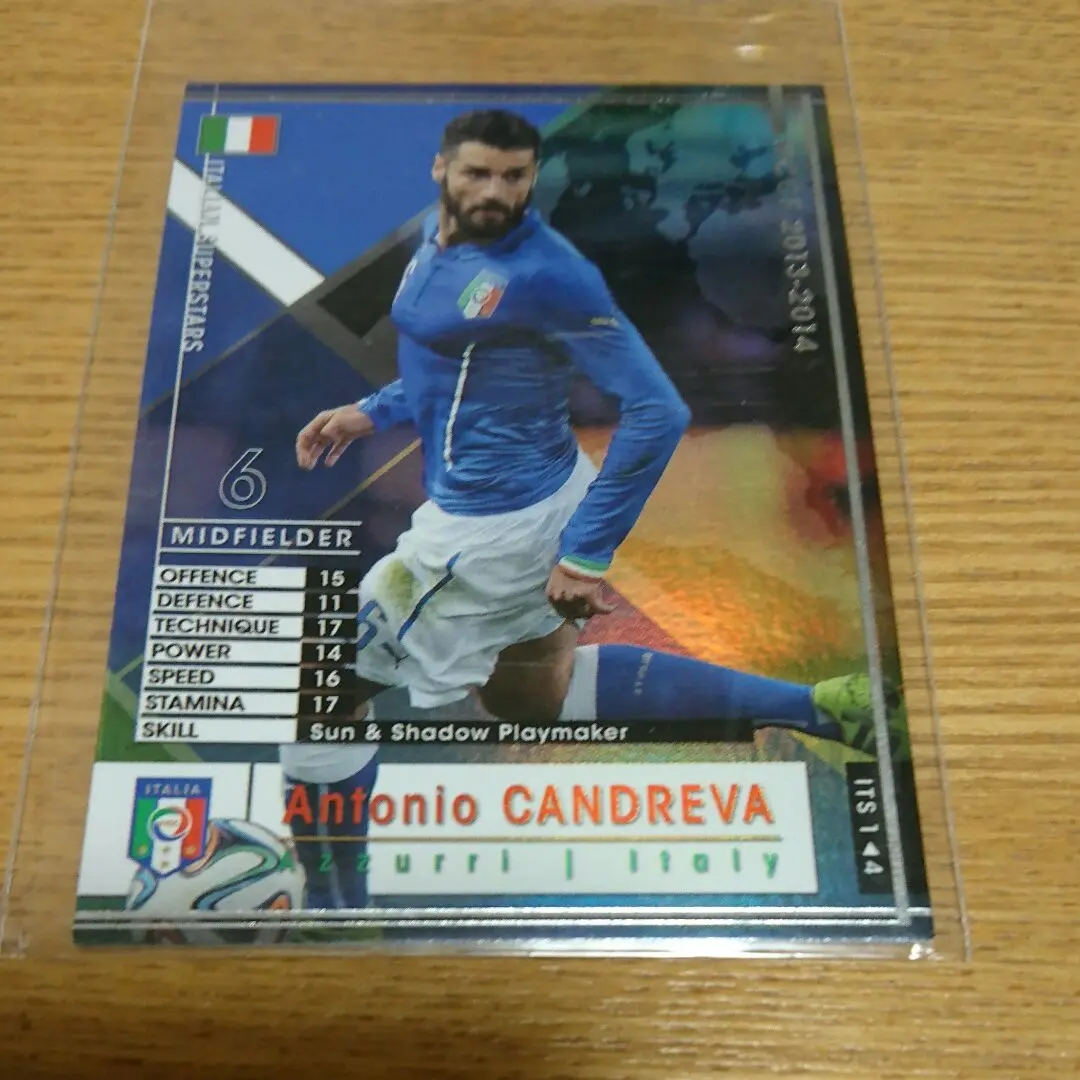 ITALIAN SUPERSTARS
2013-2014
6
MIDFIELDER
OFFENCE 15
DEFENCE 11
TECHNIQUE 17
POWER 14
SPEED 16
STAMINA 17
SKILL Sun & Shadow Playmaker
ITALIA
Antonio CANDREVA
Azzurri | Italy
ITS 1◀4